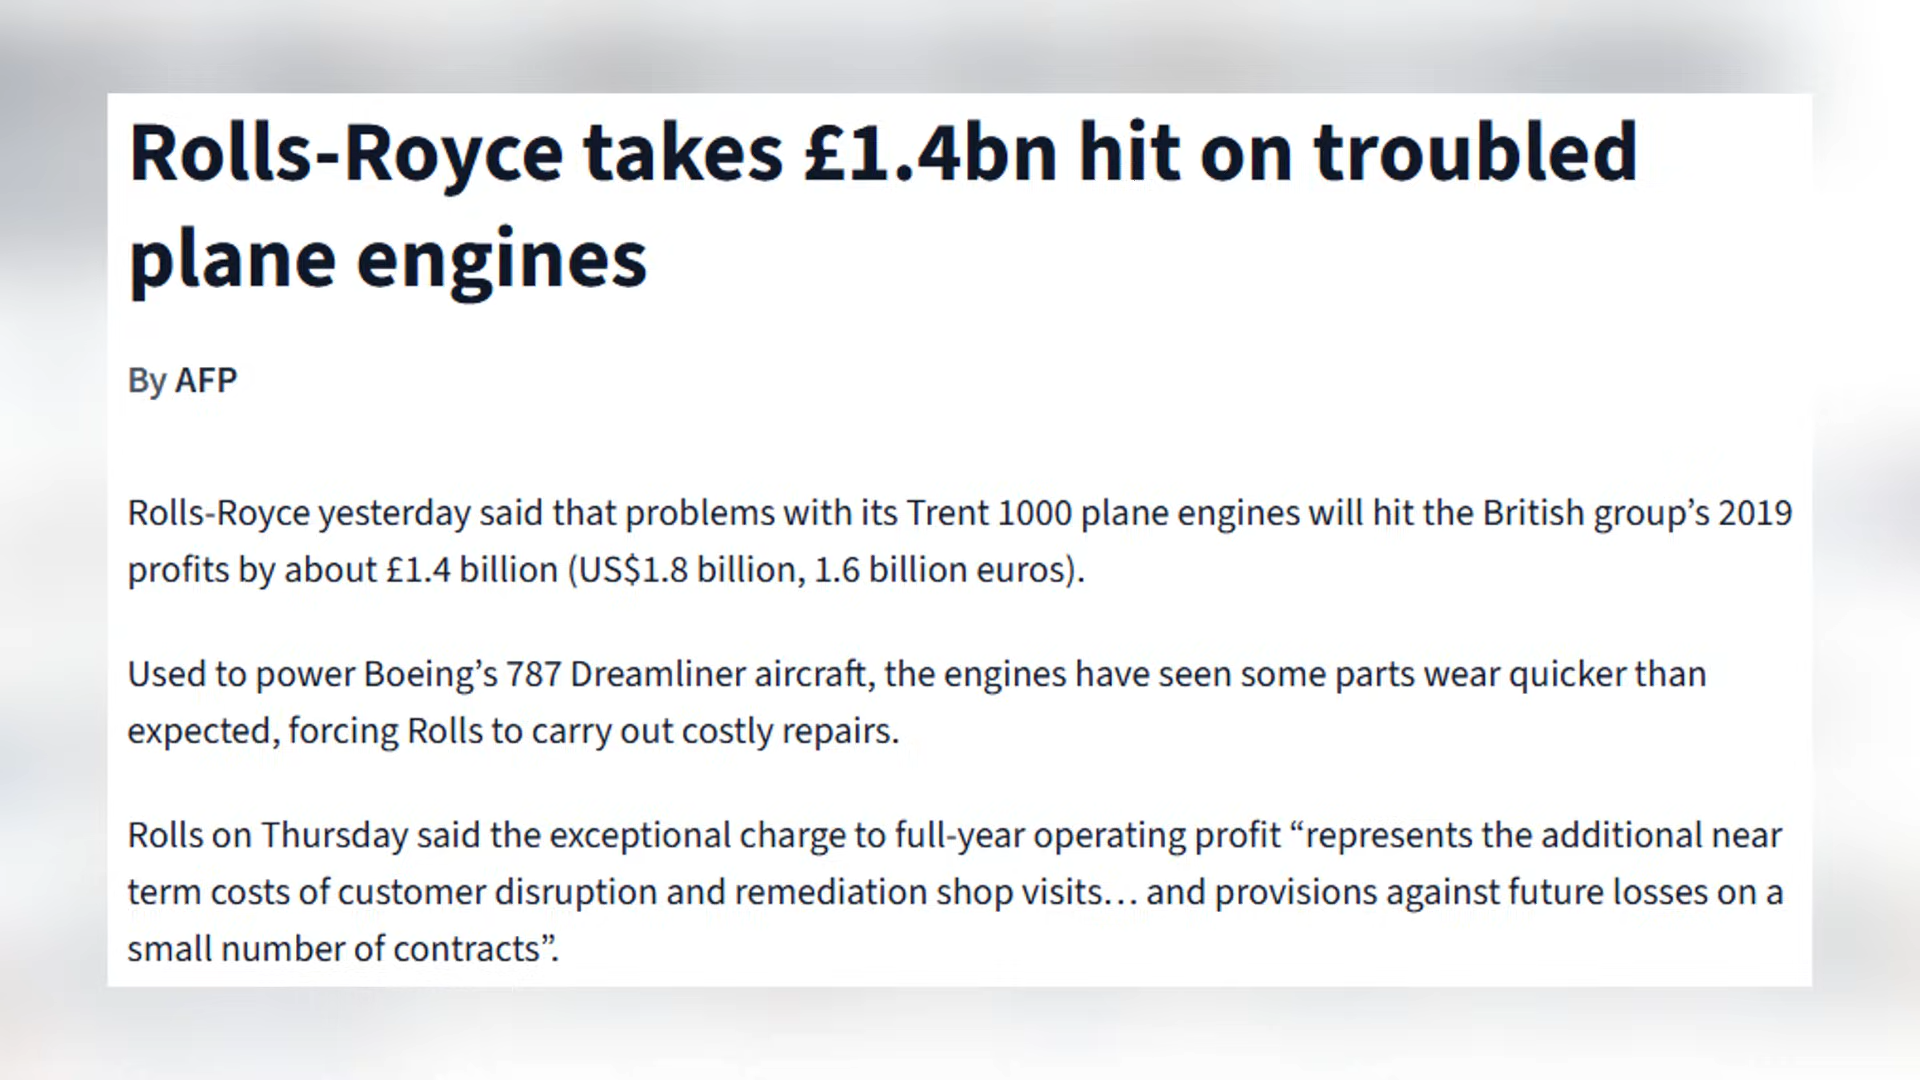 Rolls-Royce takes £1.4bn hit on troubled
plane engines
By AFP
Rolls-Royce yesterday said that problems with its Trent 1000 plane engines will hit the British group’s 2019
profits by about £1.4 billion (US$1.8 billion, 1.6 billion euros).
Used to power Boeing’s 787 Dreamliner aircraft, the engines have seen some parts wear quicker than
expected, forcing Rolls to carry out costly repairs.
Rolls on Thursday said the exceptional charge to full-year operating profit “represents the additional near
term costs of customer disruption and remediation shop visits… and provisions against future losses on a
small number of contracts”.